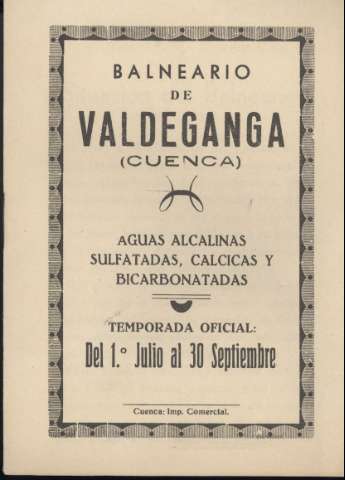 BALNEARIO
DE
VALDEGANGA
(CUENCA)
AGUAS ALCALINAS
SULFATADAS, CALCICAS Y
BICARBONATADAS
TEMPORADA OFICIAL:
Del 1.º Julio al 30 Septiembre
Cuenca: Imp. Comercial.